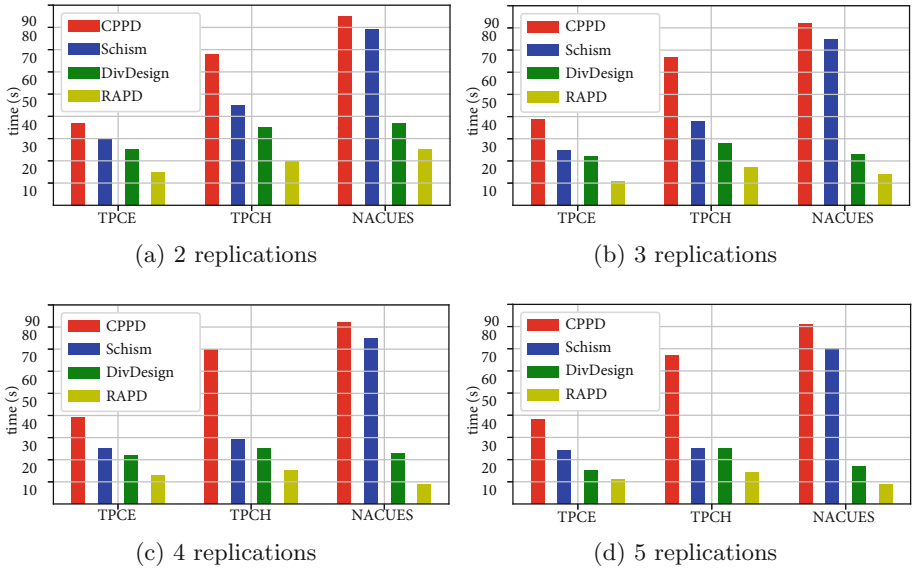 90
80
70
60
50
40
30
20
10
time (s)
CPPD
Schism
DivDesign
RAPD
TPCE TPCH NACUES
(a) 2 replications
90
80
70
60
50
40
30
20
10
time (s)
CPPD
Schism
DivDesign
RAPD
TPCE TPCH NACUES
(b) 3 replications
90
80
70
60
50
40
30
20
10
time (s)
CPPD
Schism
DivDesign
RAPD
TPCE TPCH NACUES
(c) 4 replications
90
80
70
60
50
40
30
20
10
time (s)
CPPD
Schism
DivDesign
RAPD
TPCE TPCH NACUES
(d) 5 replications